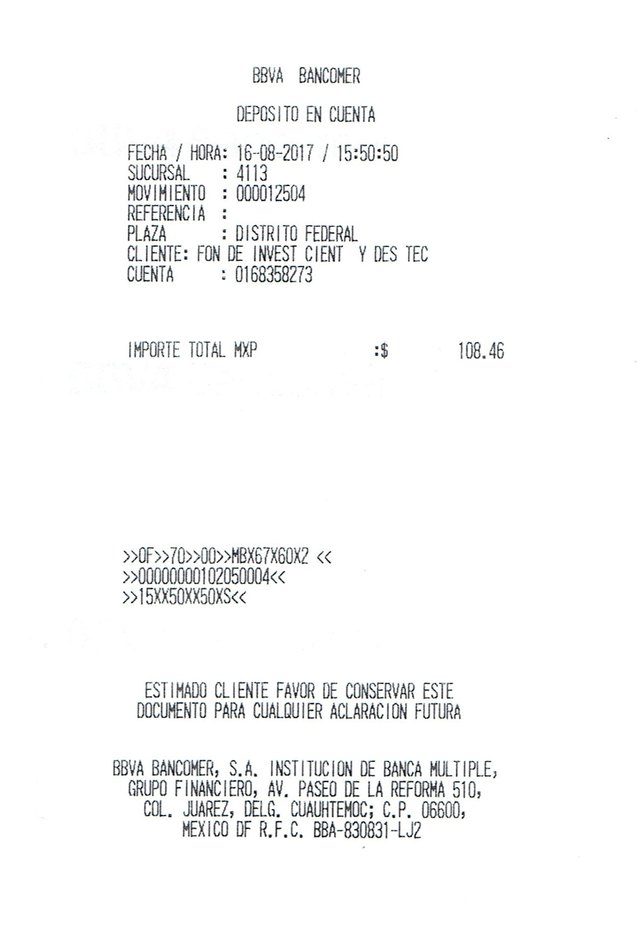 BBVA BANCOMER
DEPOSITO EN CUENTA
FECHA / HORA: 16-08-2017 / 15:50:50
SUCURSAL : 4113
MOVIMIENTO : 000012504
REFERENCIA :
PLAZA : DISTRITO FEDERAL
CLIENTE: FON DE INVEST CIENT Y DES TEC
CUENTA : 0168358273
IMPORTE TOTAL MXP :$ 108.46
>>0F>>70>>00>>MBX67X60X2 <<
>>00000000102050004<<
>>15XX50XX50XS<<
ESTIMADO CLIENTE FAVOR DE CONSERVAR ESTE
DOCUMENTO PARA CUALQUIER ACLARACION FUTURA
BBVA BANCOMER, S.A. INSTITUCION DE BANCA MULTIPLE,
GRUPO FINANCIERO, AV. PASEO DE LA REFORMA 510,
COL. JUAREZ, DELG. CUAUHTEMOC; C.P. 06600,
MEXICO DF R.F.C. BBA-830831-LJ2